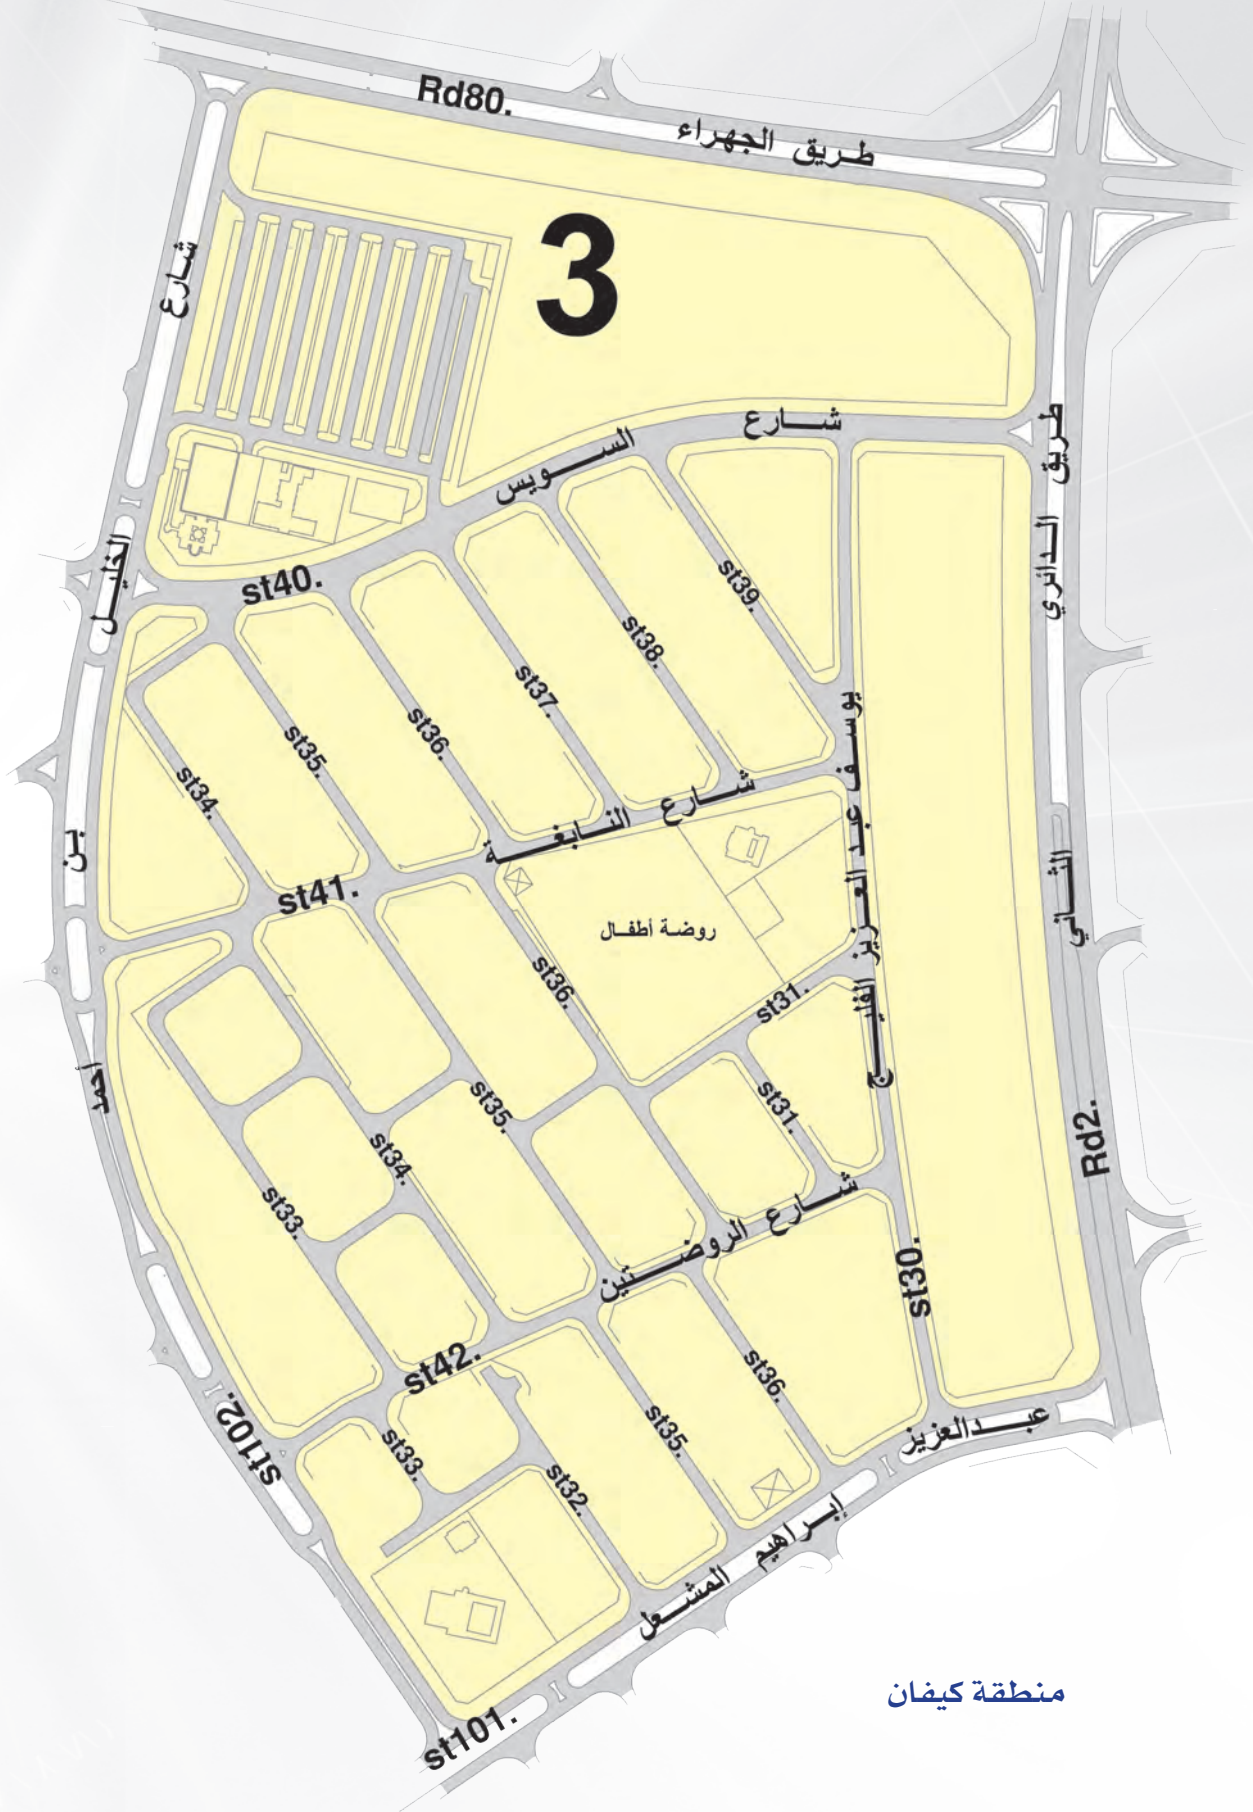 Rd80.
طريق الجهراء
3
شارع
الخليل
بن
أحمد
شارع
السويس
طريق الدائري
الثاني
st40.
st39.
st38.
st37.
st36.
st35.
st34.
يوسف عبد العزيز الفليج
شارع النابغة
st41.
روضة أطفال
st36.
st31.
st35.
st31.
st34.
st33.
Rd2.
شارع الروضتين
st30.
st42.
st36.
st35.
st33.
st32.
st102.
عبدالعزيز
إبراهيم المشعل
st101.
منطقة كيفان